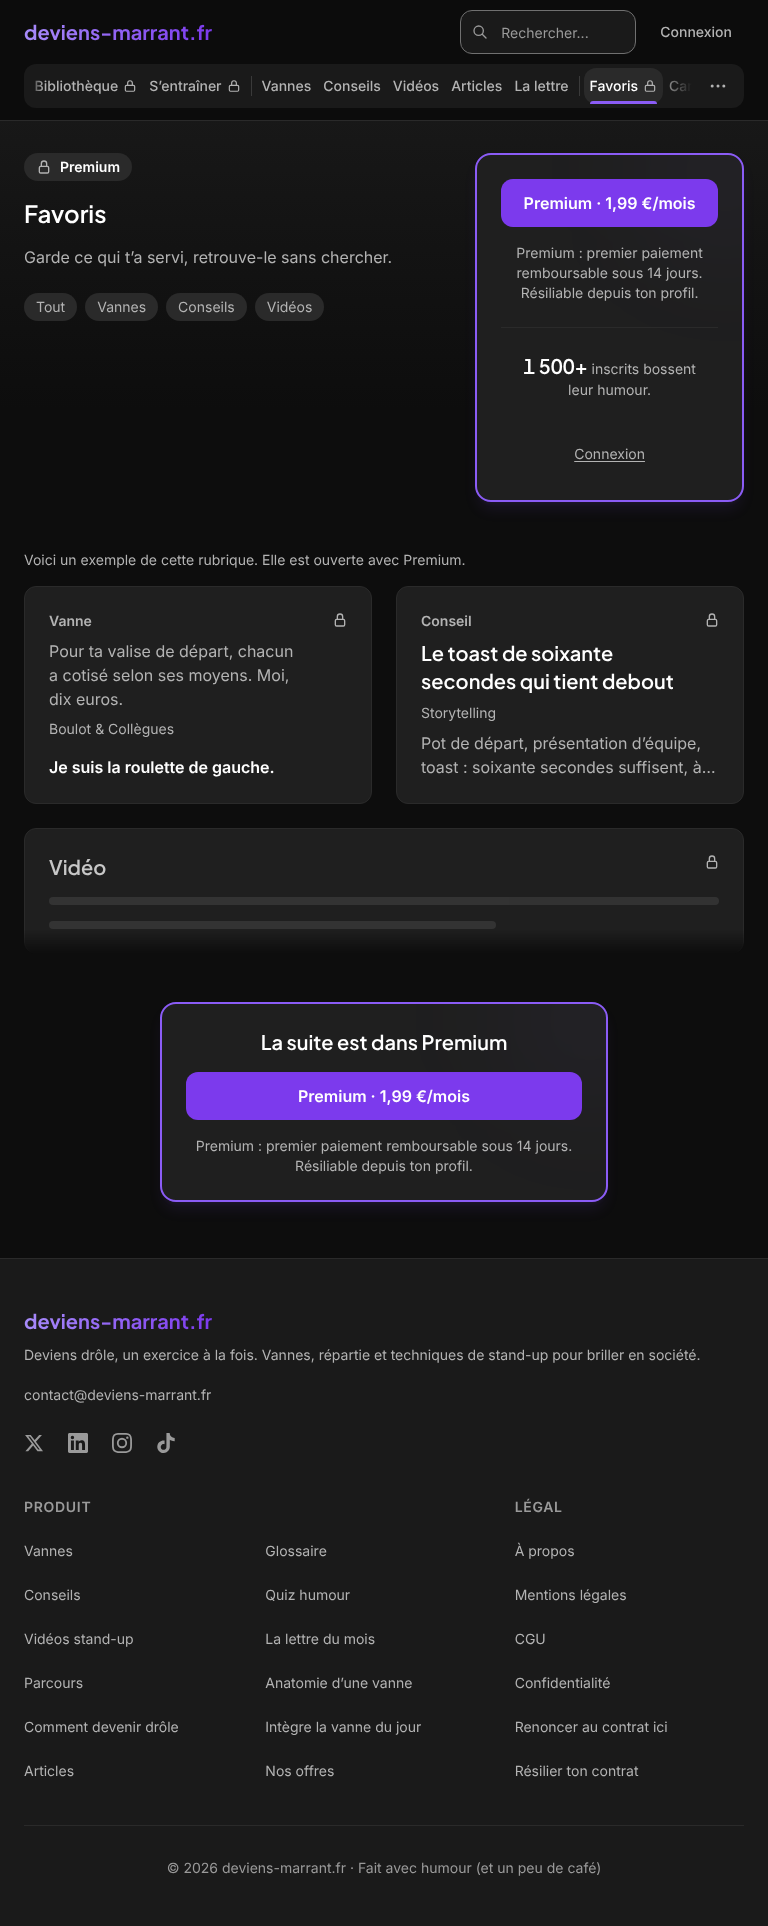 deviens-marrant.fr
Rechercher...
Connexion
Bibliothèque
S’entraîner
Vannes
Conseils
Vidéos
Articles
La lettre
Favoris
Premium
Favoris
Garde ce qui t’a servi, retrouve-le sans chercher.
Tout
Vannes
Conseils
Vidéos
Premium · 1,99 €/mois
Premium : premier paiement
remboursable sous 14 jours.
Résiliable depuis ton profil.
1 500+ inscrits bossent
leur humour.
Connexion
Voici un exemple de cette rubrique. Elle est ouverte avec Premium.
Vanne
Pour ta valise de départ, chacun
a cotisé selon ses moyens. Moi,
dix euros.
Boulot & Collègues
Je suis la roulette de gauche.
Conseil
Le toast de soixante
secondes qui tient debout
Storytelling
Pot de départ, présentation d’équipe,
toast : soixante secondes suffisent, à…
Vidéo
La suite est dans Premium
Premium · 1,99 €/mois
Premium : premier paiement remboursable sous 14 jours.
Résiliable depuis ton profil.
deviens-marrant.fr
Deviens drôle, un exercice à la fois. Vannes, répartie et techniques de stand-up pour briller en société.
contact@deviens-marrant.fr
PRODUIT
Vannes
Conseils
Vidéos stand-up
Parcours
Comment devenir drôle
Articles
Glossaire
Quiz humour
La lettre du mois
Anatomie d’une vanne
Intègre la vanne du jour
Nos offres
LÉGAL
À propos
Mentions légales
CGU
Confidentialité
Renoncer au contrat ici
Résilier ton contrat
© 2026 deviens-marrant.fr · Fait avec humour (et un peu de café)